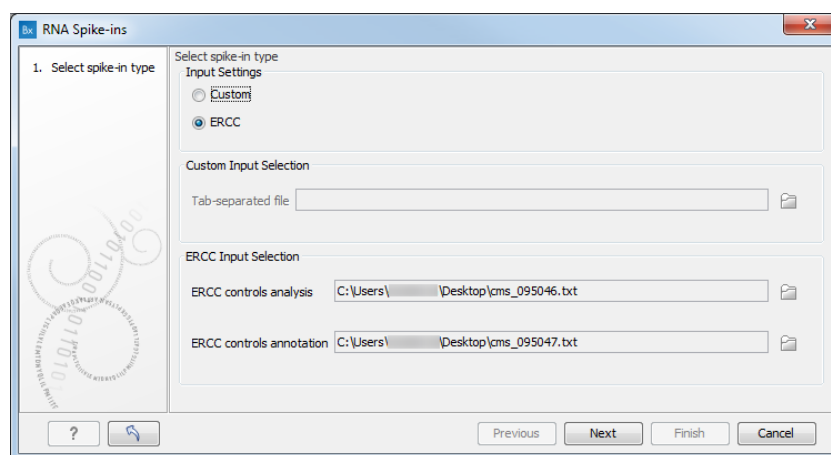 Bx RNA Spike-ins
1. Select spike-in type
Select spike-in type
Input Settings
Custom
ERCC
Custom Input Selection
Tab-separated file
ERCC Input Selection
ERCC controls analysis C:\Users\ \Desktop\cms_095046.txt
ERCC controls annotation C:\Users\ \Desktop\cms_095047.txt
? Previous Next Finish Cancel